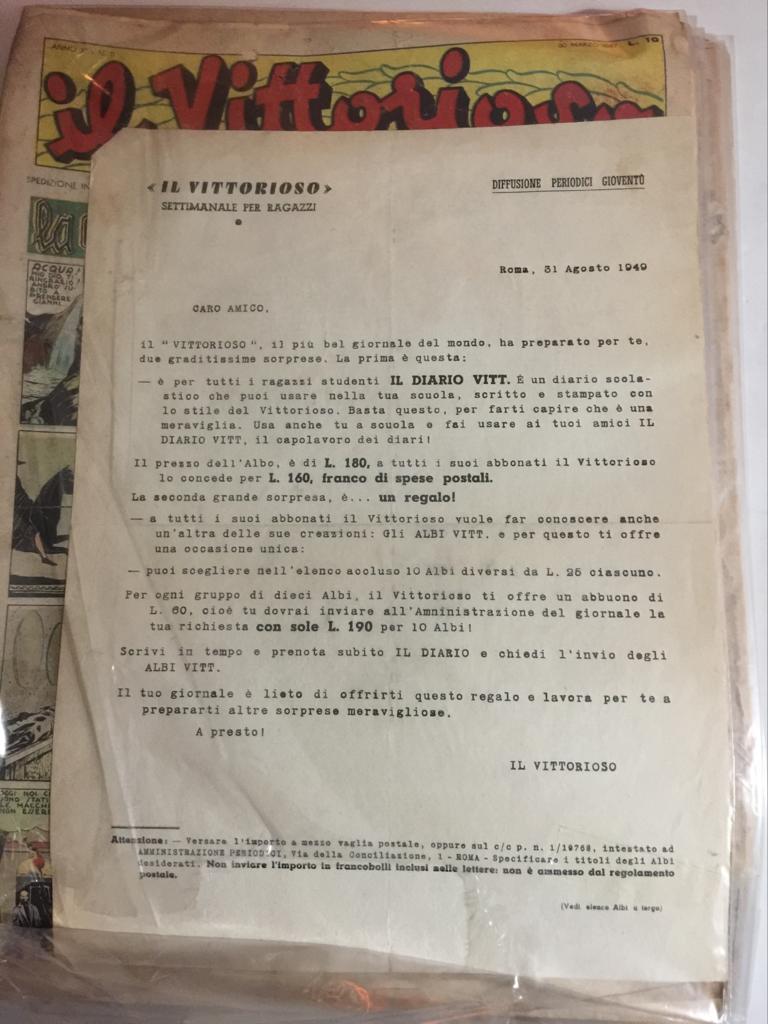 L. 10
il Vittorioso
SPEDIZIONE IN
« IL VITTORIOSO »
SETTIMANALE PER RAGAZZI
DIFFUSIONE PERIODICI GIOVENTÙ
Roma, 31 Agosto 1949
CARO AMICO,
il " VITTORIOSO ", il più bel giornale del mondo, ha preparato per te,
due graditissime sorprese. La prima è questa:
— è per tutti i ragazzi studenti IL DIARIO VITT. È un diario scola-
stico che puoi usare nella tua scuola, scritto e stampato con
lo stile del Vittorioso. Basta questo, per farti capire che è una
meraviglia. Usa anche tu a scuola e fai usare ai tuoi amici IL
DIARIO VITT, il capolavoro dei diari!
Il prezzo dell'Albo, è di L. 180, a tutti i suoi abbonati il Vittorioso
lo concede per L. 160, franco di spese postali.
La seconda grande sorpresa, è... un regalo!
— a tutti i suoi abbonati il Vittorioso vuole far conoscere anche
un'altra delle sue creazioni: Gli ALBI VITT. e per questo ti offre
una occasione unica:
— puoi scegliere nell'elenco accluso 10 Albi diversi da L. 25 ciascuno.
Per ogni gruppo di dieci Albi, il Vittorioso ti offre un abbuono di
L. 60, cioè tu dovrai inviare all'Amministrazione del giornale la
tua richiesta con sole L. 190 per 10 Albi!
Scrivi in tempo e prenota subito IL DIARIO e chiedi l'invio degli
ALBI VITT.
Il tuo giornale è lieto di offrirti questo regalo e lavora per te a
prepararti altre sorprese meravigliose.
A presto!
IL VITTORIOSO
Attenzione: — Versare l'importo a mezzo vaglia postale, oppure sul c/c p. n. 1/19768, intestato ad
AMMINISTRAZIONE PERIODICI, Via della Conciliazione, 1 - ROMA - Specificare i titoli degli Albi
desiderati. Non inviare l'importo in francobolli inclusi nelle lettere: non è ammesso dal regolamento
postale.
(Vedi elenco Albi a tergo)